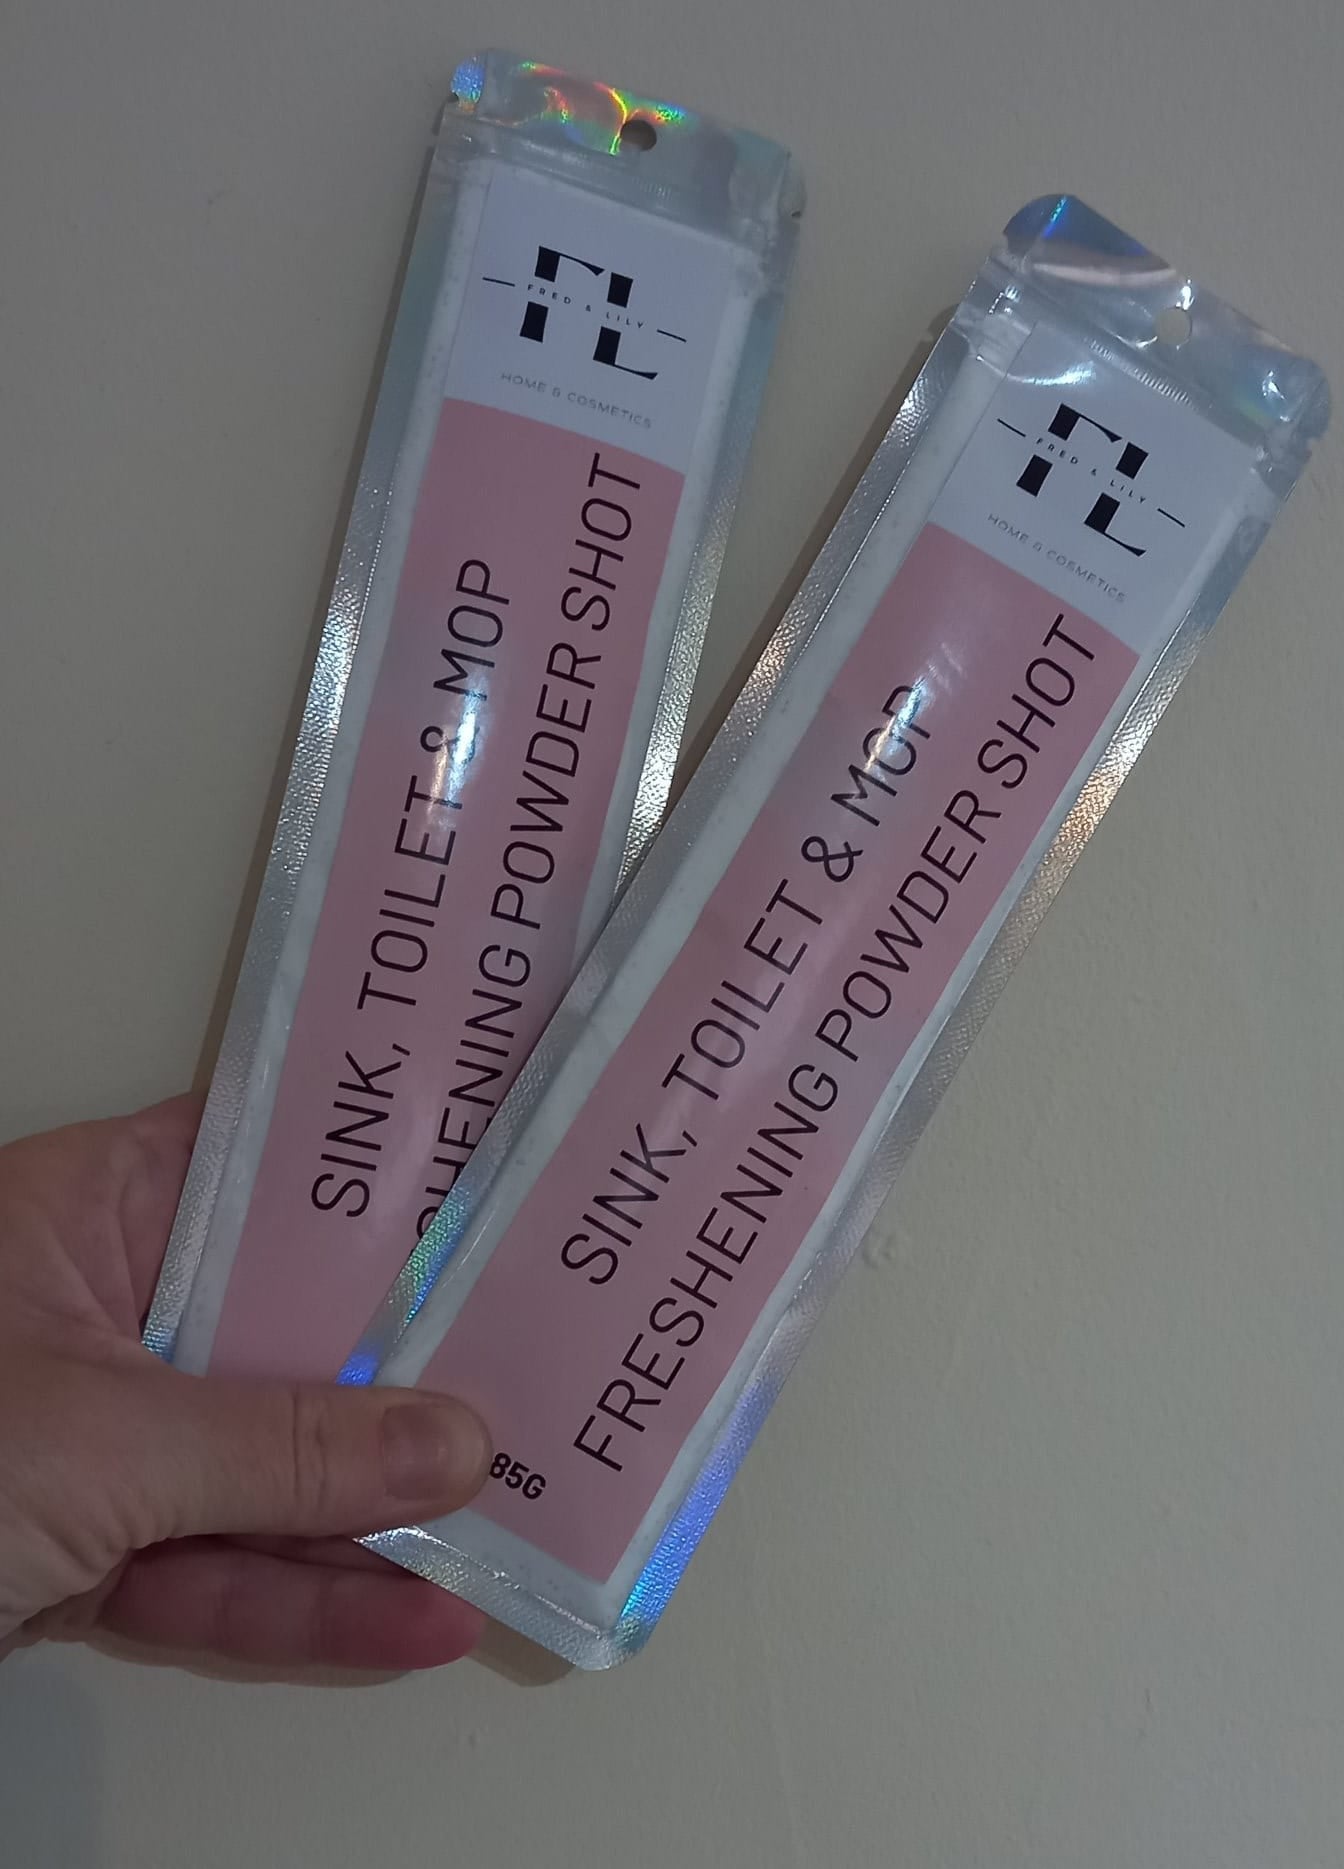 FL
FRED & LILY
HOME & COSMETICS
SINK, TOILET & MOP
SHENING POWDER SHOT
FL
FRED & LILY
HOME & COSMETICS
SINK, TOILET & MOP
FRESHENING POWDER SHOT
85G